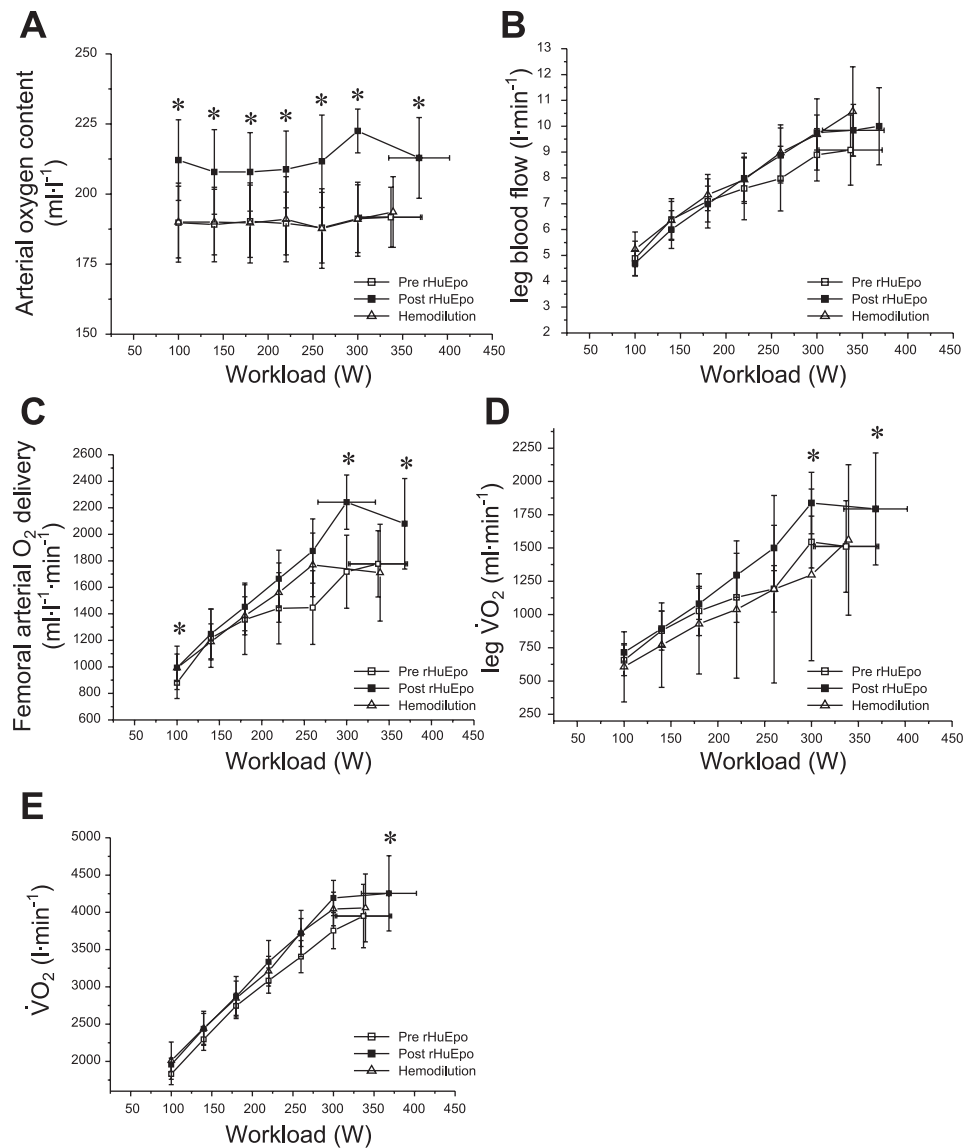 A
Arterial oxygen content
(ml·l⁻¹)
250
225
200
175
150
* * * * * * *
Pre rHuEpo
Post rHuEpo
Hemodilution
50 100 150 200 250 300 350 400 450
Workload (W)
B
leg blood flow (l·min⁻¹)
13
12
11
10
9
8
7
6
5
4
3
2
Pre rHuEpo
Post rHuEpo
Hemodilution
50 100 150 200 250 300 350 400 450
Workload (W)
C
Femoral arterial O₂ delivery
(ml·l⁻¹·min⁻¹)
2600
2400
2200
2000
1800
1600
1400
1200
1000
800
600
* * *
Pre rHuEpo
Post rHuEpo
Hemodilution
50 100 150 200 250 300 350 400 450
Workload (W)
D
leg V̇O₂ (ml·min⁻¹)
2250
2000
1750
1500
1250
1000
750
500
250
* *
Pre rHuEpo
Post rHuEpo
Hemodilution
50 100 150 200 250 300 350 400 450
Workload (W)
E
V̇O₂ (l·min⁻¹)
5000
4500
4000
3500
3000
2500
2000
*
Pre rHuEpo
Post rHuEpo
Hemodilution
50 100 150 200 250 300 350 400 450
Workload (W)